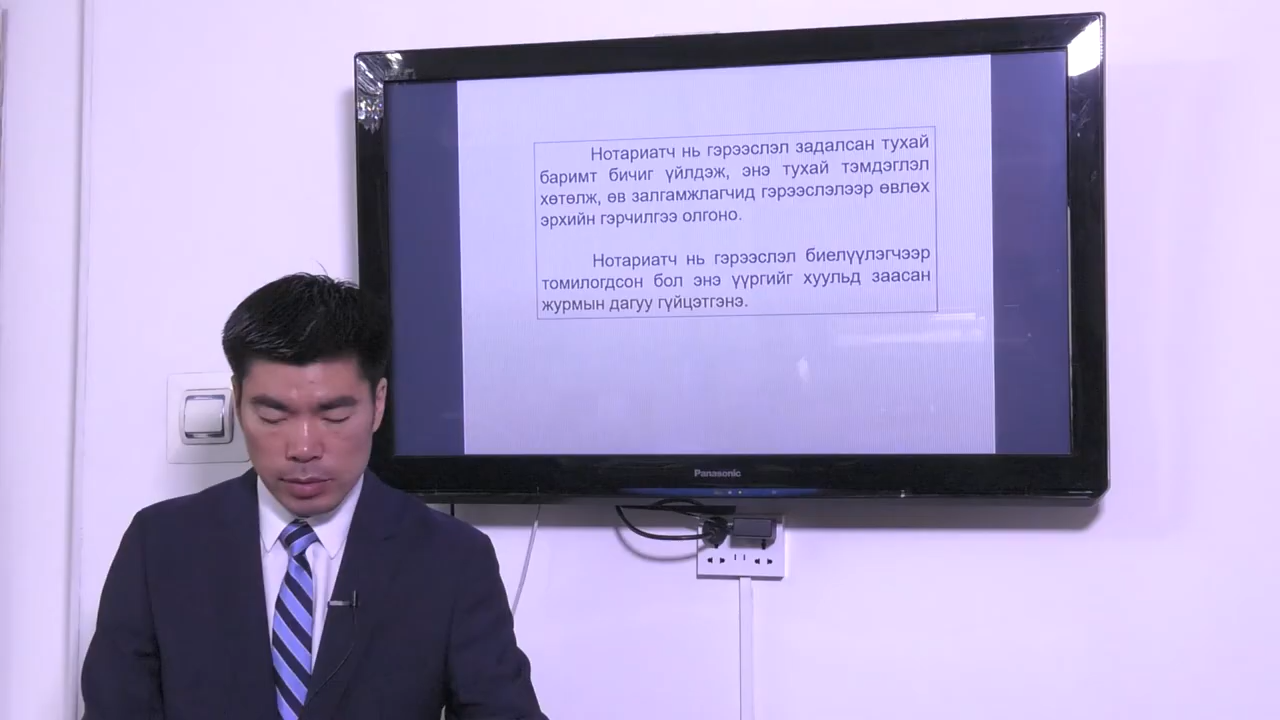 Нотариатч нь гэрээслэл задалсан тухай
баримт бичиг үйлдэж, энэ тухай тэмдэглэл
хөтөлж, өв залгамжлагчид гэрээслэлээр өвлөх
эрхийн гэрчилгээ олгоно.
Нотариатч нь гэрээслэл биелүүлэгчээр
томилогдсон бол энэ үүргийг хуульд заасан
журмын дагуу гүйцэтгэнэ.
Panasonic